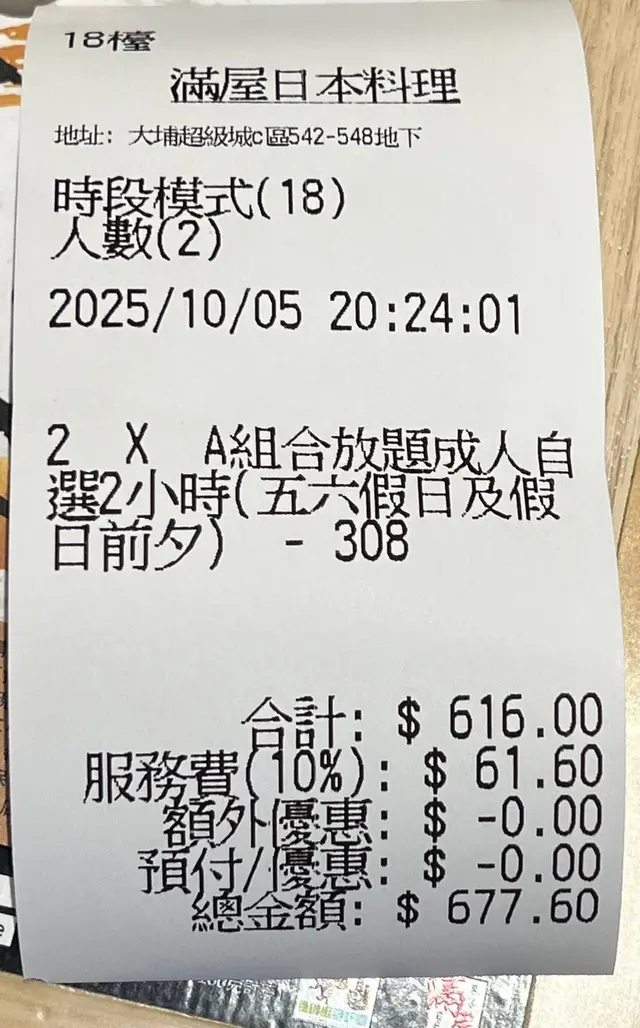 18檯
滿屋日本料理
地址: 大埔超級城c區542-548地下
時段模式(18)
人數(2)
2025/10/05 20:24:01
2 X A組合放題成人自
選2小時(五六假日及假
日前夕) - 308
合計: $ 616.00
服務費(10%): $ 61.60
額外優惠: $ -0.00
預付/優惠: $ -0.00
總金額: $ 677.60